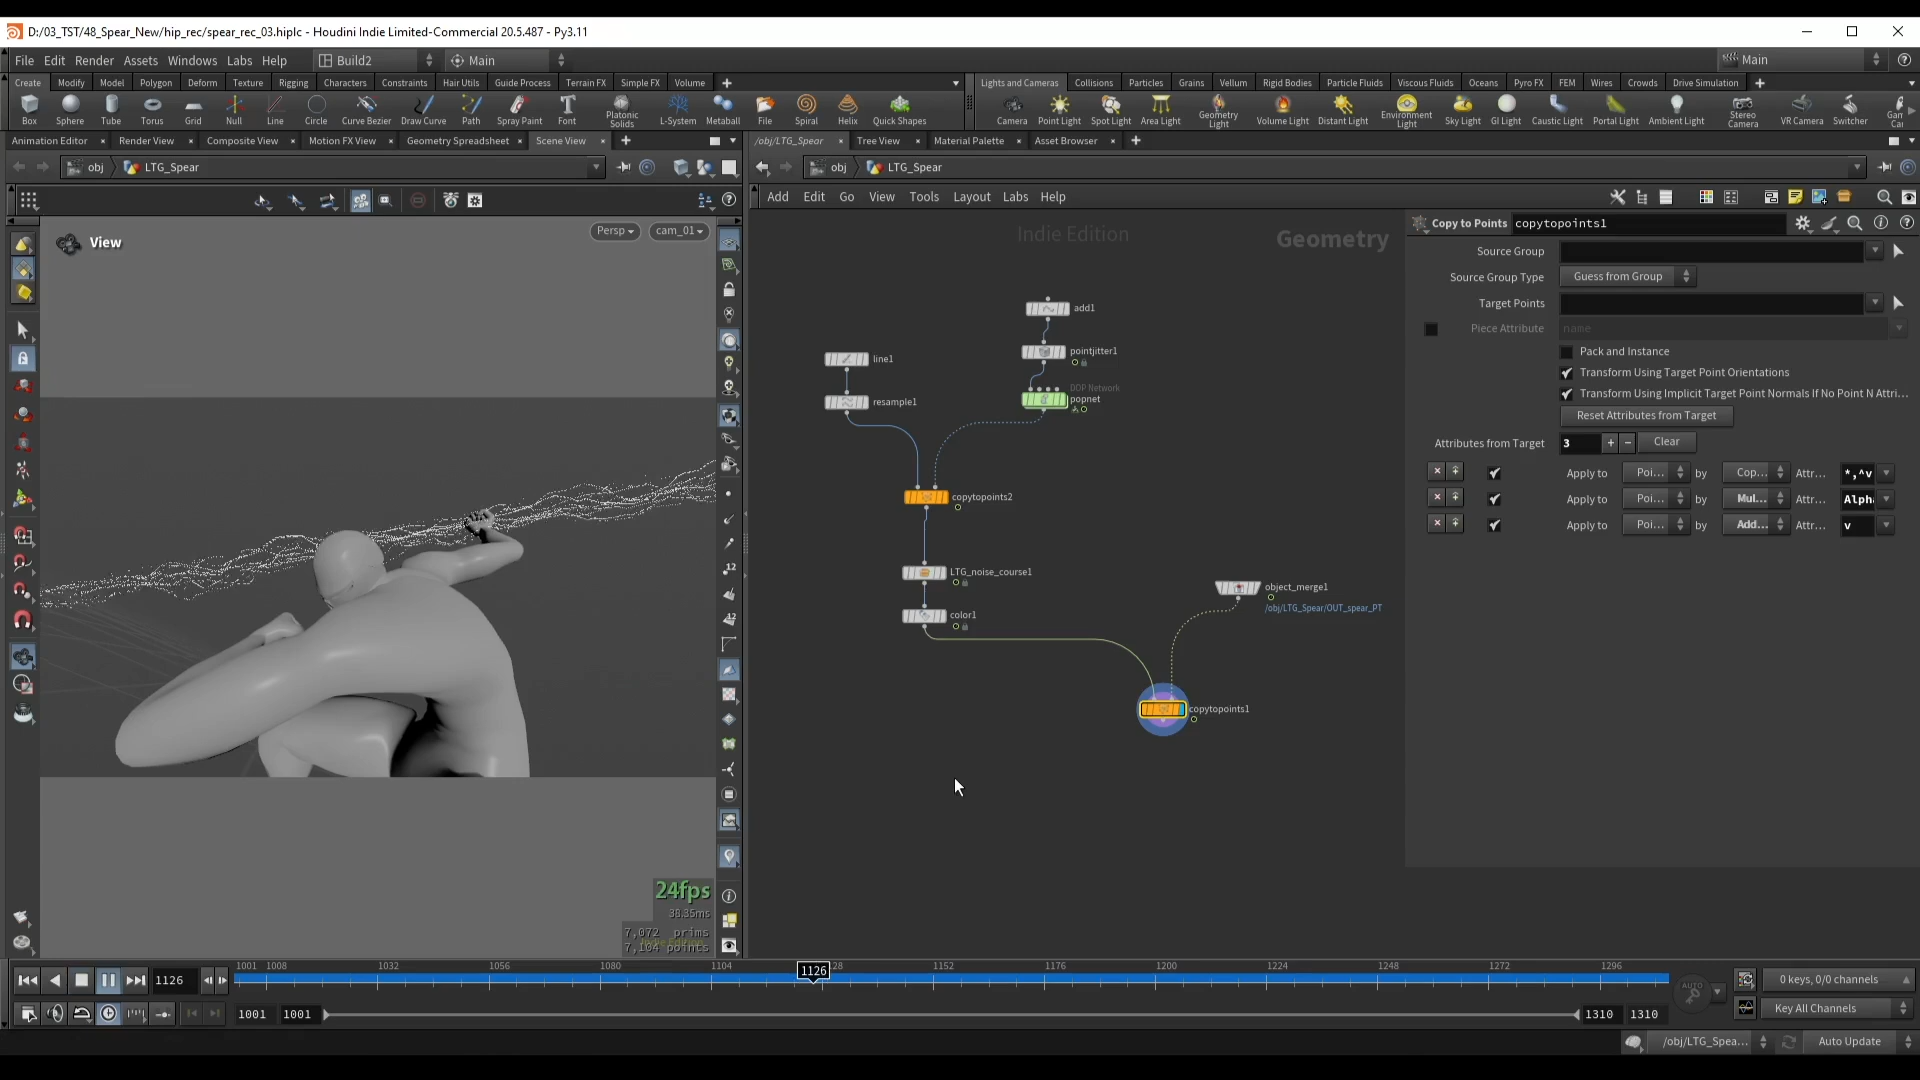 D:/03_TST/48_Spear_New/hip_rec/spear_rec_03.hiplc - Houdini Indie Limited-Commercial 20.5.487 - Py3.11
File Edit Render Assets Windows Labs Help Build2 Main Main
Create Modify Model Polygon Deform Texture Rigging Characters Constraints Hair Utils Guide Process Terrain FX Simple FX Volume
Lights and Cameras Collisions Particles Grains Vellum Rigid Bodies Particle Fluids Viscous Fluids Oceans Pyro FX FEM Wires Crowds Drive Simulation
Box Sphere Tube Torus Grid Null Line Circle Curve Bezier Draw Curve Path Spray Paint Font Platonic Solids L-System Metaball File Spiral Helix Quick Shapes
Camera Point Light Spot Light Area Light Geometry Light Volume Light Distant Light Environment Light Sky Light GI Light Caustic Light Portal Light Ambient Light Stereo Camera VR Camera Switcher
Animation Editor Render View Composite View Motion FX View Geometry Spreadsheet Scene View
/obj/LTG_Spear Tree View Material Palette Asset Browser
obj LTG_Spear
obj LTG_Spear
Add Edit Go View Tools Layout Labs Help
View
Persp cam_01
Indie Edition
Geometry
add1
pointjitter1
DOP Network
popnet
line1
resample1
copytopoints2
LTG_noise_course1
color1
object_merge1
/obj/LTG_Spear/OUT_spear_PT
copytopoints1
Copy to Points copytopoints1
Source Group
Source Group Type Guess from Group
Target Points
Piece Attribute name
Pack and Instance
Transform Using Target Point Orientations
Transform Using Implicit Target Point Normals If No Point N Attri...
Reset Attributes from Target
Attributes from Target 3 + − Clear
Apply to Poi... by Cop... Attr... *,^v
Apply to Poi... by Mul... Attr... Alph
Apply to Poi... by Add... Attr... v
24fps
38.35ms
7,072 prims
7,104 points
1126
1001 1008 1032 1056 1080 1104 1126 1152 1176 1200 1224 1248 1272 1296
AUTO
0 keys, 0/0 channels
1001 1001 1310 1310
Key All Channels
/obj/LTG_Spea... Auto Update